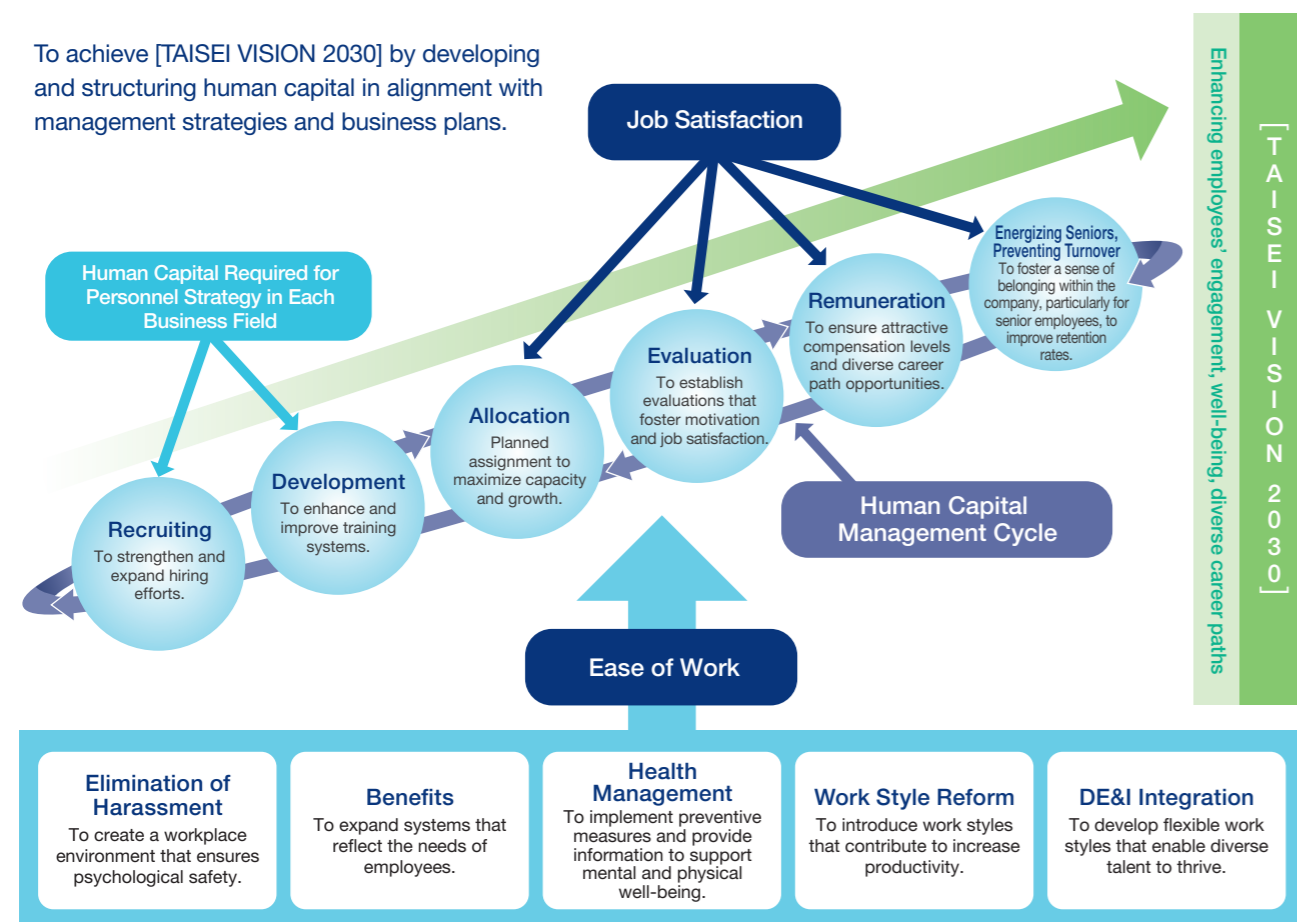 To achieve [TAISEI VISION 2030] by developing
and structuring human capital in alignment with
management strategies and business plans.
Job Satisfaction
Human Capital Required for
Personnel Strategy in Each
Business Field
Recruiting
To strengthen and
expand hiring
efforts.
Development
To enhance and
improve training
systems.
Allocation
Planned
assignment to
maximize capacity
and growth.
Evaluation
To establish
evaluations that
foster motivation
and job satisfaction.
Remuneration
To ensure attractive
compensation levels
and diverse career
path opportunities.
Energizing Seniors,
Preventing Turnover
To foster a sense of
belonging within the
company, particularly for
senior employees, to
improve retention
rates.
Human Capital
Management Cycle
Enhancing employees' engagement, well-being, diverse career paths
[TAISEI VISION 2030]
Ease of Work
Elimination of
Harassment
To create a workplace
environment that ensures
psychological safety.
Benefits
To expand systems that
reflect the needs of
employees.
Health
Management
To implement preventive
measures and provide
information to support
mental and physical
well-being.
Work Style Reform
To introduce work styles
that contribute to increase
productivity.
DE&I Integration
To develop flexible work
styles that enable diverse
talent to thrive.